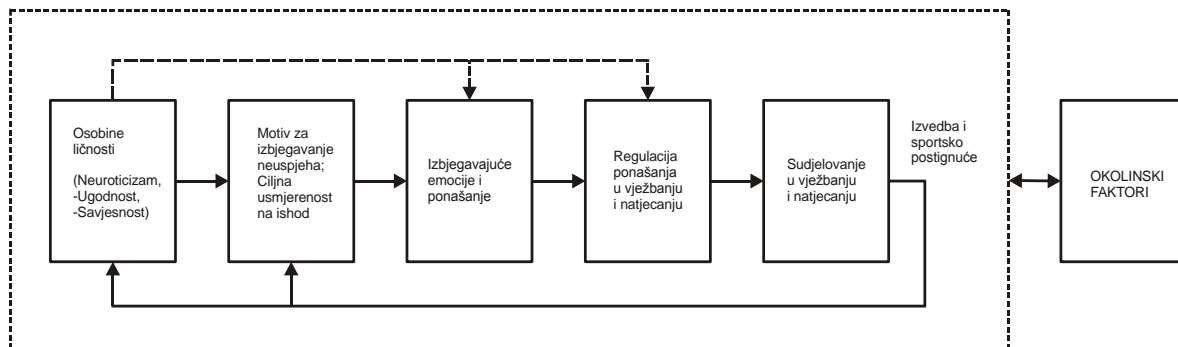 Osobine
ličnosti
(Neuroticizam,
-Ugodnost,
-Savjesnost)
Motiv za
izbjegavanje
neuspjeha;
Ciljna
usmjerenost
na ishod
Izbjegavajuće
emocije i
ponašanje
Regulacija
ponašanja
u vježbanju
i natjecanju
Sudjelovanje
u vježbanju
i natjecanju
Izvedba i
sportsko
postignuće
OKOLINSKI
FAKTORI